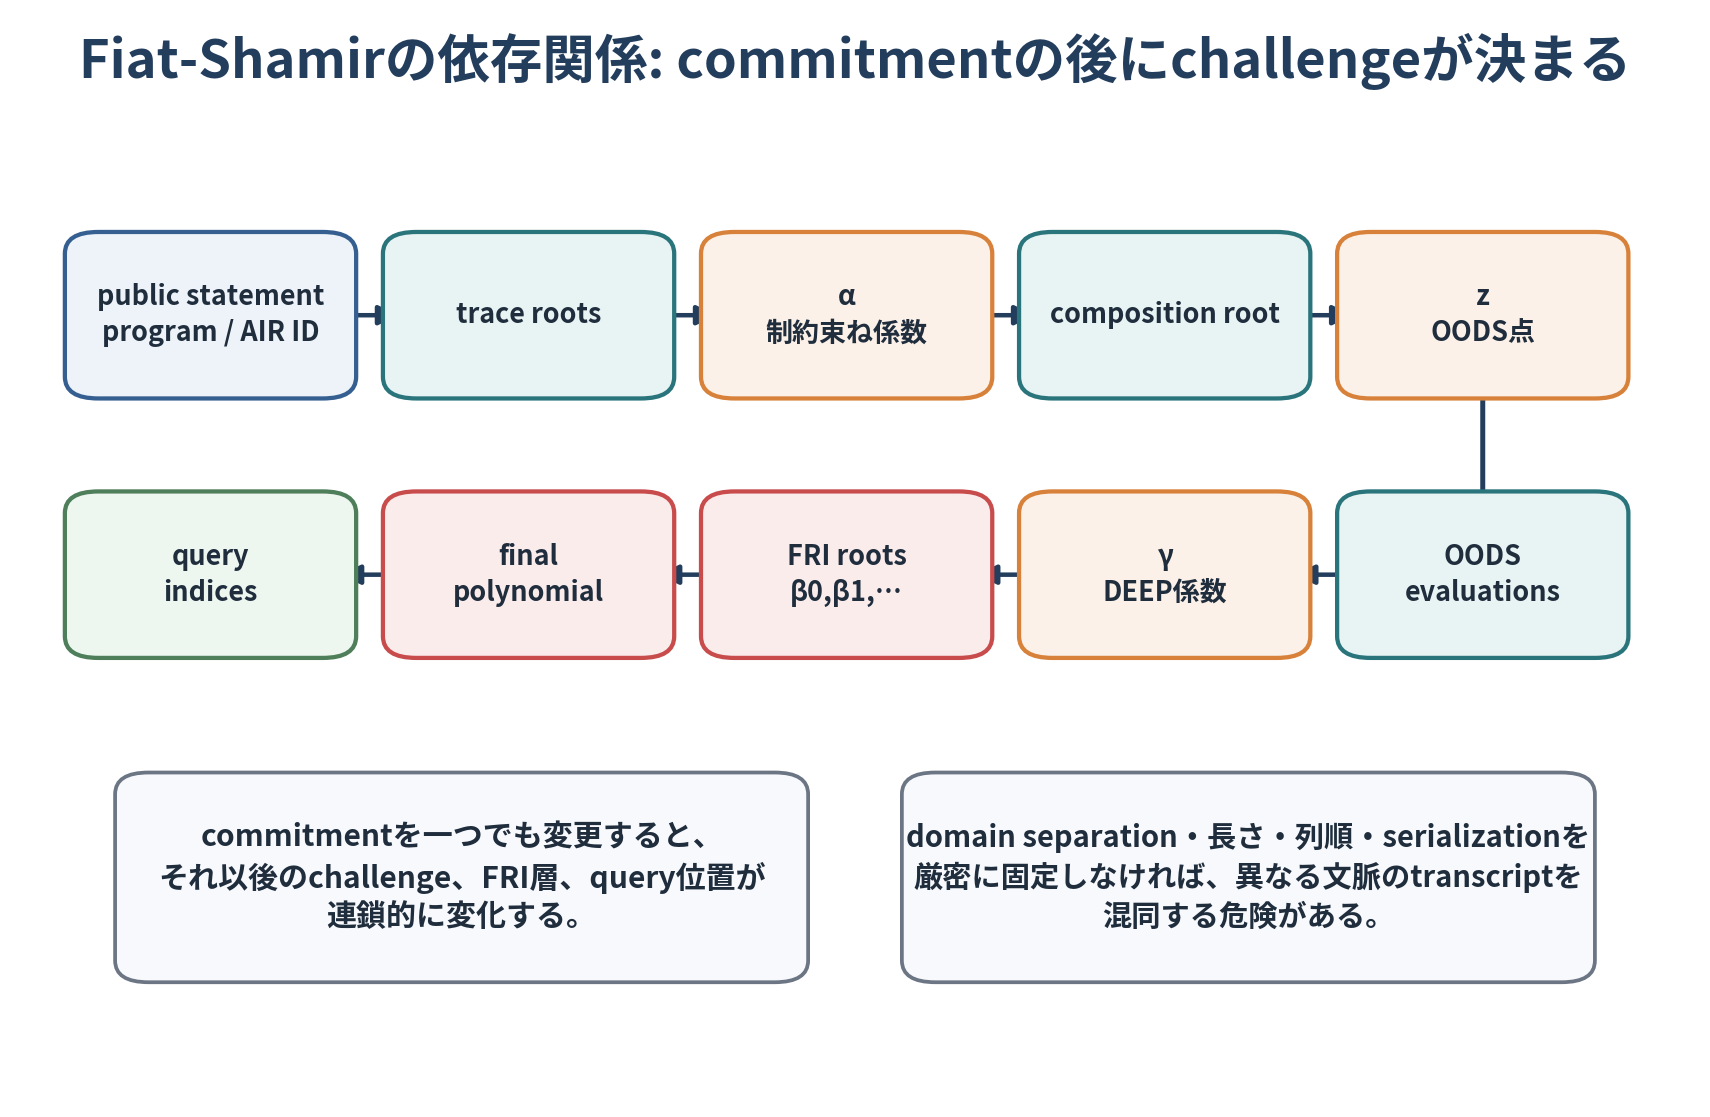 Fiat-Shamirの依存関係: commitmentの後にchallengeが決まる
public statement
program / AIR ID
trace roots
α
制約束ね係数
composition root
z
OODS点
query
indices
final
polynomial
FRI roots
β0,β1,⋯
γ
DEEP係数
OODS
evaluations
commitmentを一つでも変更すると、
それ以後のchallenge、FRI層、query位置が
連鎖的に変化する。
domain separation・長さ・列順・serializationを
厳密に固定しなければ、異なる文脈のtranscriptを
混同する危険がある。